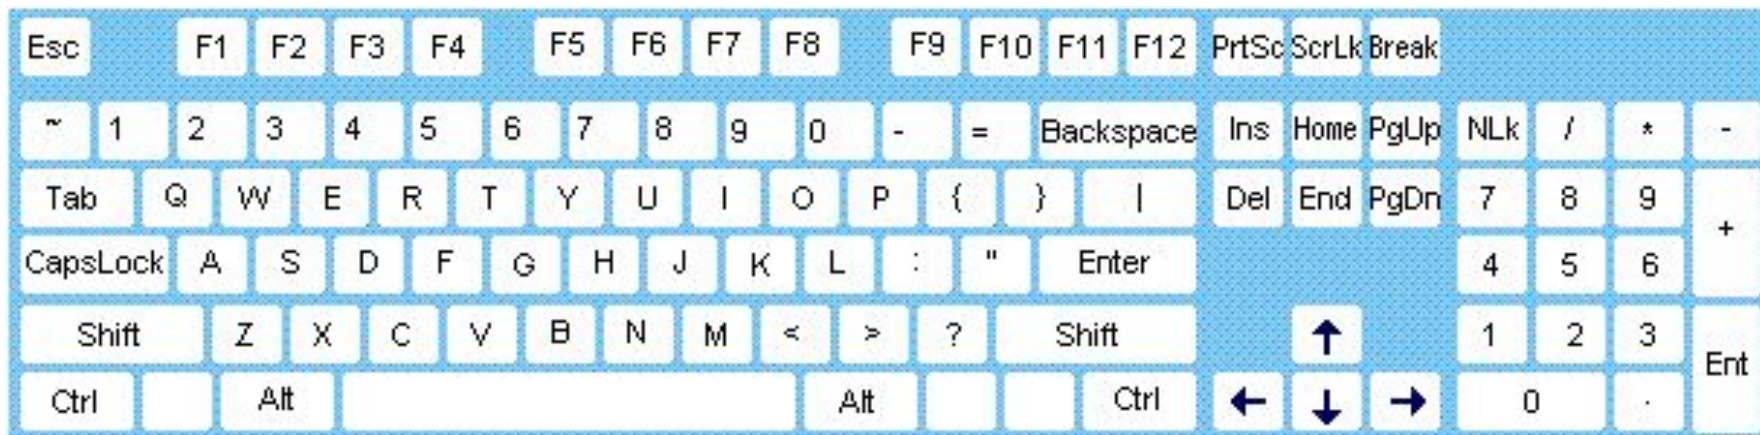 Esc F1 F2 F3 F4 F5 F6 F7 F8 F9 F10 F11 F12 PrtSc ScrLk Break
~ 1 2 3 4 5 6 7 8 9 0 - = Backspace Ins Home PgUp NLk / * -
Tab Q W E R T Y U I O P { } | Del End PgDn 7 8 9 +
CapsLock A S D F G H J K L : " Enter 4 5 6
Shift Z X C V B N M < > ? Shift ↑ 1 2 3 Ent
Ctrl Alt Alt Ctrl ← ↓ → 0 .